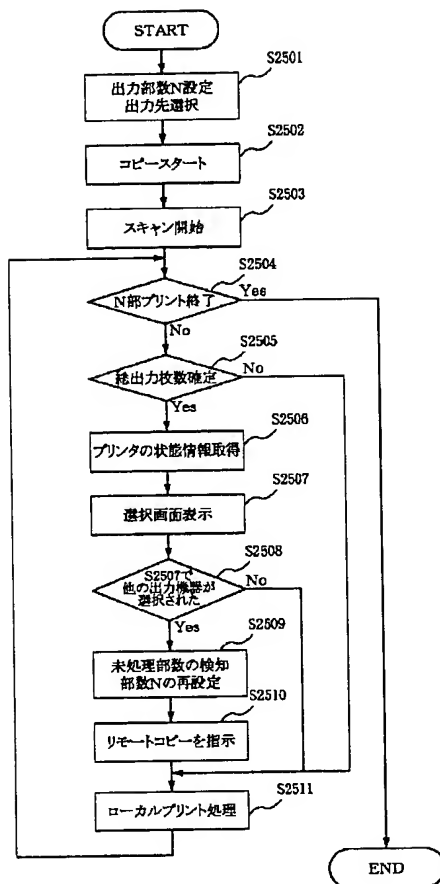 START
S2501
出力部数N設定
出力先選択
S2502
コピースタート
S2503
スキャン開始
S2504
N部プリント終了
Yes
No
S2505
総出力枚数確定
No
Yes
S2506
プリンタの状態情報取得
S2507
選択画面表示
S2508
S2507で
他の出力機器が
選択された
No
Yes
S2509
未処理部数の検知
部数Nの再設定
S2510
リモートコピーを指示
ローカルプリント処理
S2511
END